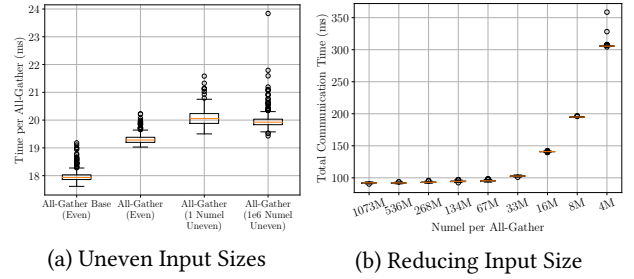 24
23
22
21
20
19
18
Time per All-Gather (ms)
All-Gather Base
(Even)
All-Gather
(Even)
All-Gather
(1 Numel
Uneven)
All-Gather
(1e6 Numel
Uneven)
(a) Uneven Input Sizes
350
300
250
200
150
100
Total Communication Time (ms)
1073M
536M
268M
134M
67M
33M
16M
8M
4M
Numel per All-Gather
(b) Reducing Input Size